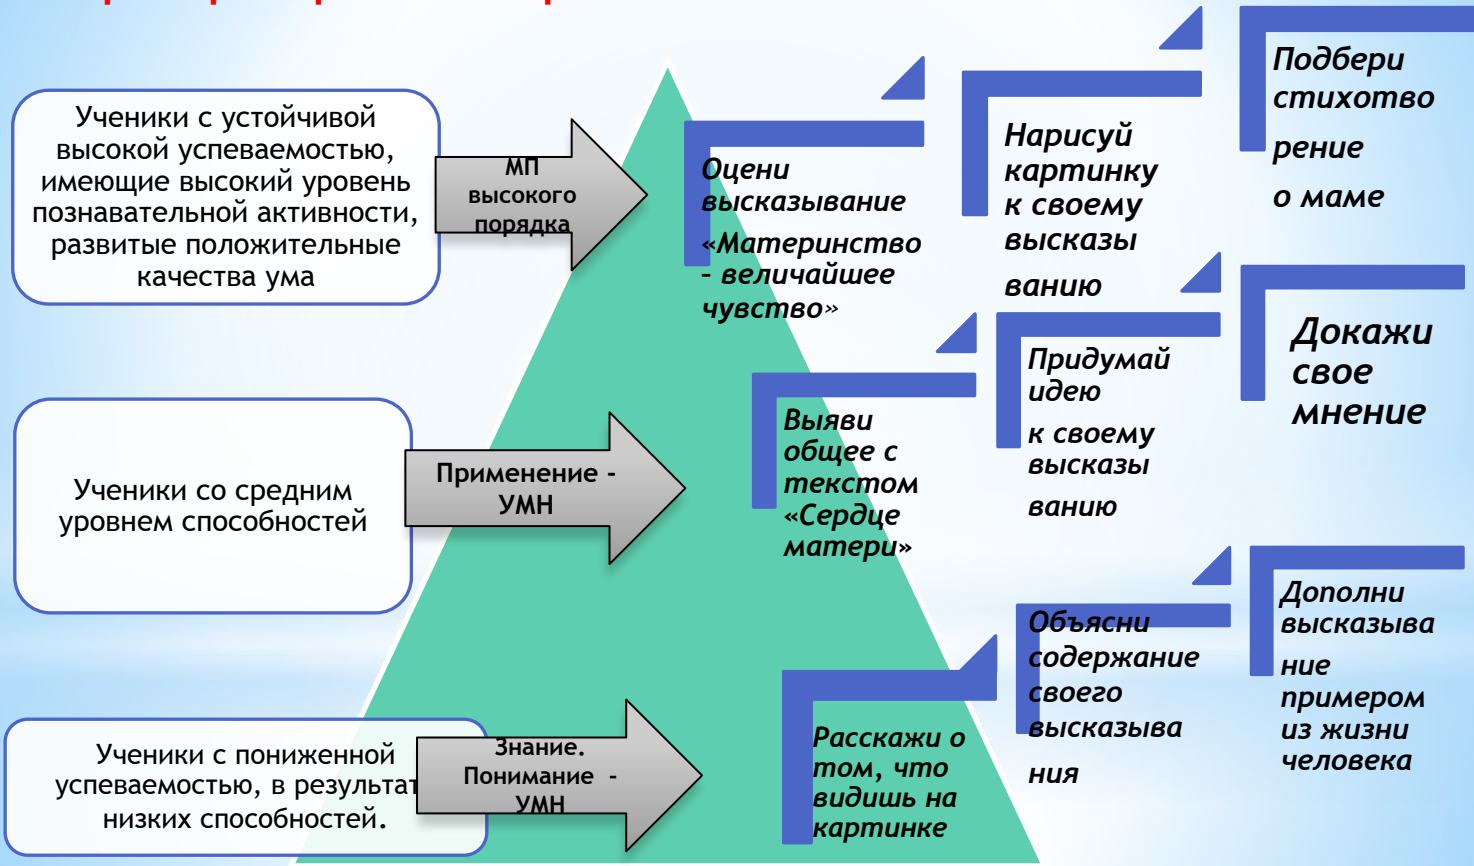 Ученики с устойчивой
высокой успеваемостью,
имеющие высокий уровень
познавательной активности,
развитые положительные
качества ума
МП
высокого
порядка
Оцени
высказывание
«Материнство
- величайшее
чувство»
Нарисуй
картинку
к своему
высказы
ванию
Подбери
стихотво
рение
о маме
Ученики со средним
уровнем способностей
Применение -
УМН
Выяви
общее с
текстом
«Сердце
матери»
Придумай
идею
к своему
высказы
ванию
Докажи
свое
мнение
Ученики с пониженной
успеваемостью, в результат
низких способностей.
Знание.
Понимание -
УМН
Расскажи о
том, что
видишь на
картинке
Объясни
содержание
своего
высказыва
ния
Дополни
высказыва
ние
примером
из жизни
человека